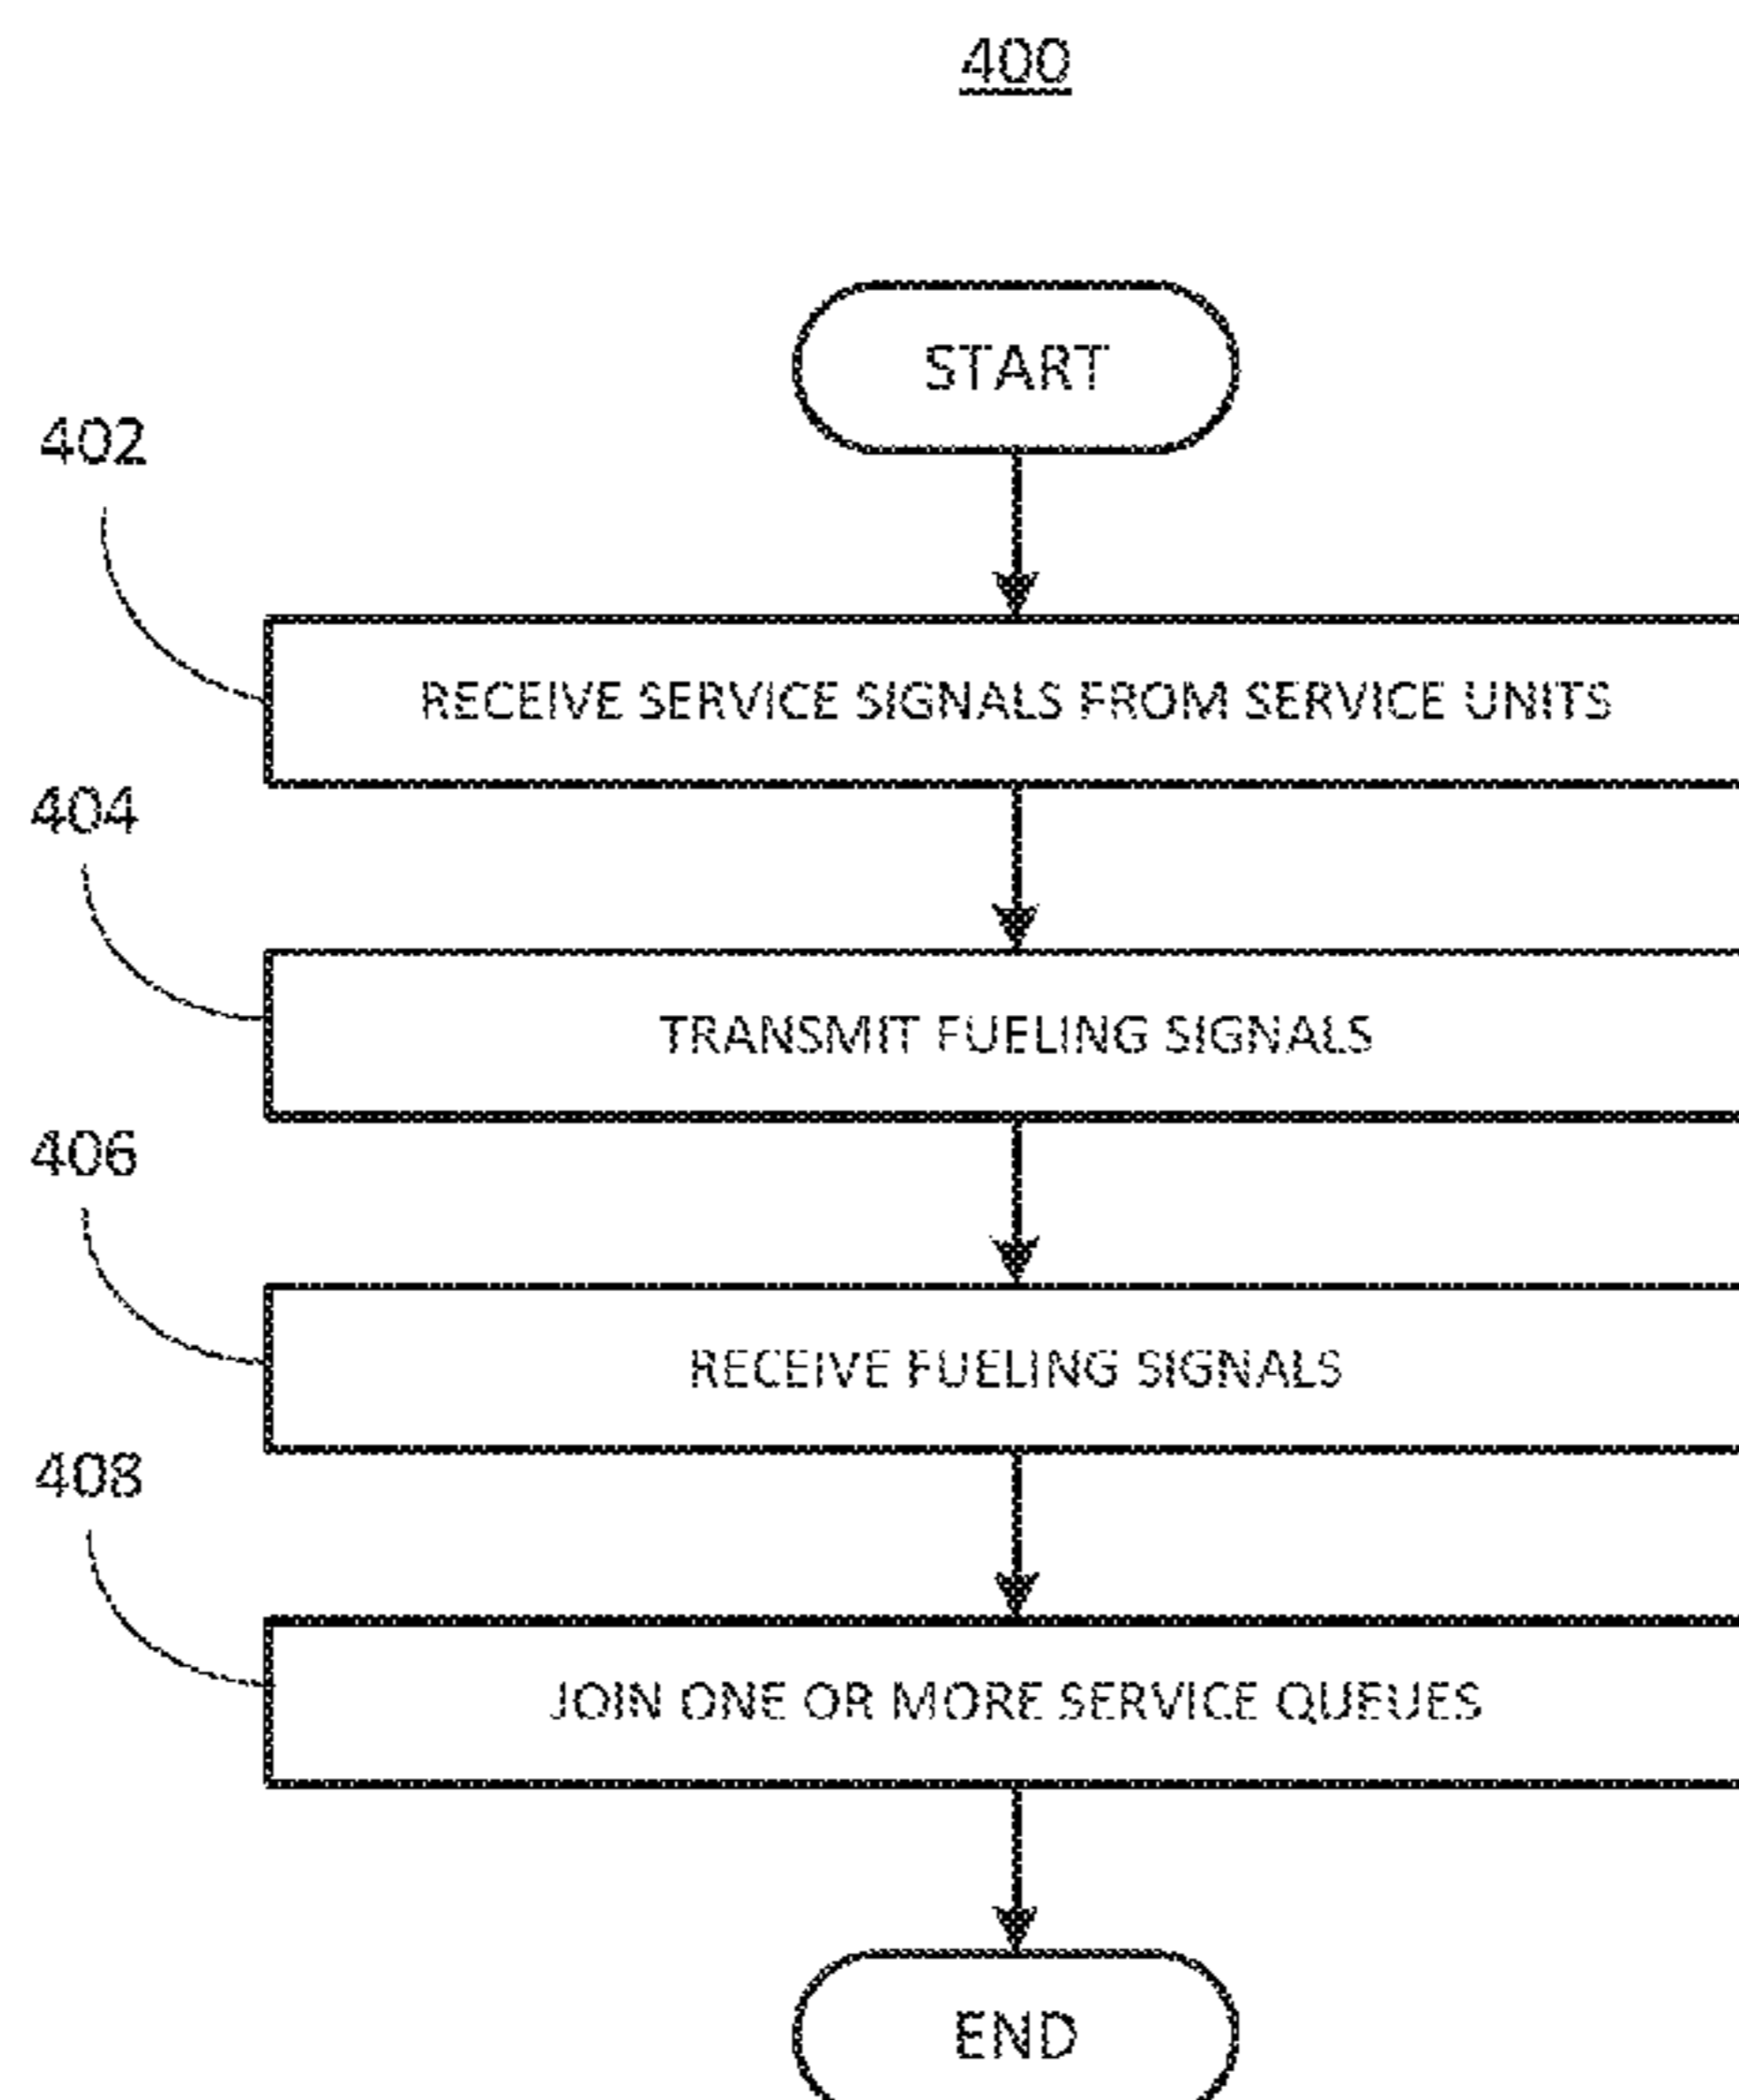 400
START
402
RECEIVE SERVICE SIGNALS FROM SERVICE UNITS
404
TRANSMIT FUELING SIGNALS
406
RECEIVE FUELING SIGNALS
408
JOIN ONE OR MORE SERVICE QUEUES
END